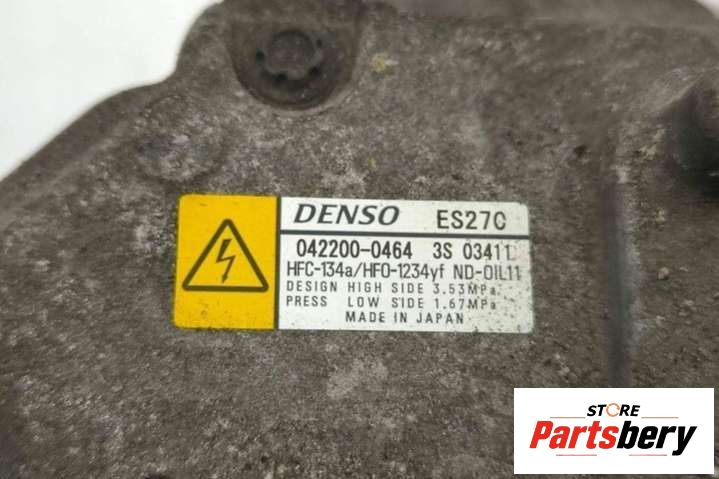 DENSO ES27C
042200-0464 3S 03411
HFC-134a/HFO-1234yf ND-OIL11
DESIGN HIGH SIDE 3.53MPa
PRESS LOW SIDE 1.67MPa
MADE IN JAPAN
STORE
Partsbery